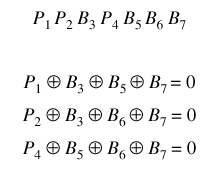 P₁ P₂ B₃ P₄ B₅ B₆ B₇
P₁ ⊕ B₃ ⊕ B₅ ⊕ B₇ = 0
P₂ ⊕ B₃ ⊕ B₆ ⊕ B₇ = 0
P₄ ⊕ B₅ ⊕ B₆ ⊕ B₇ = 0